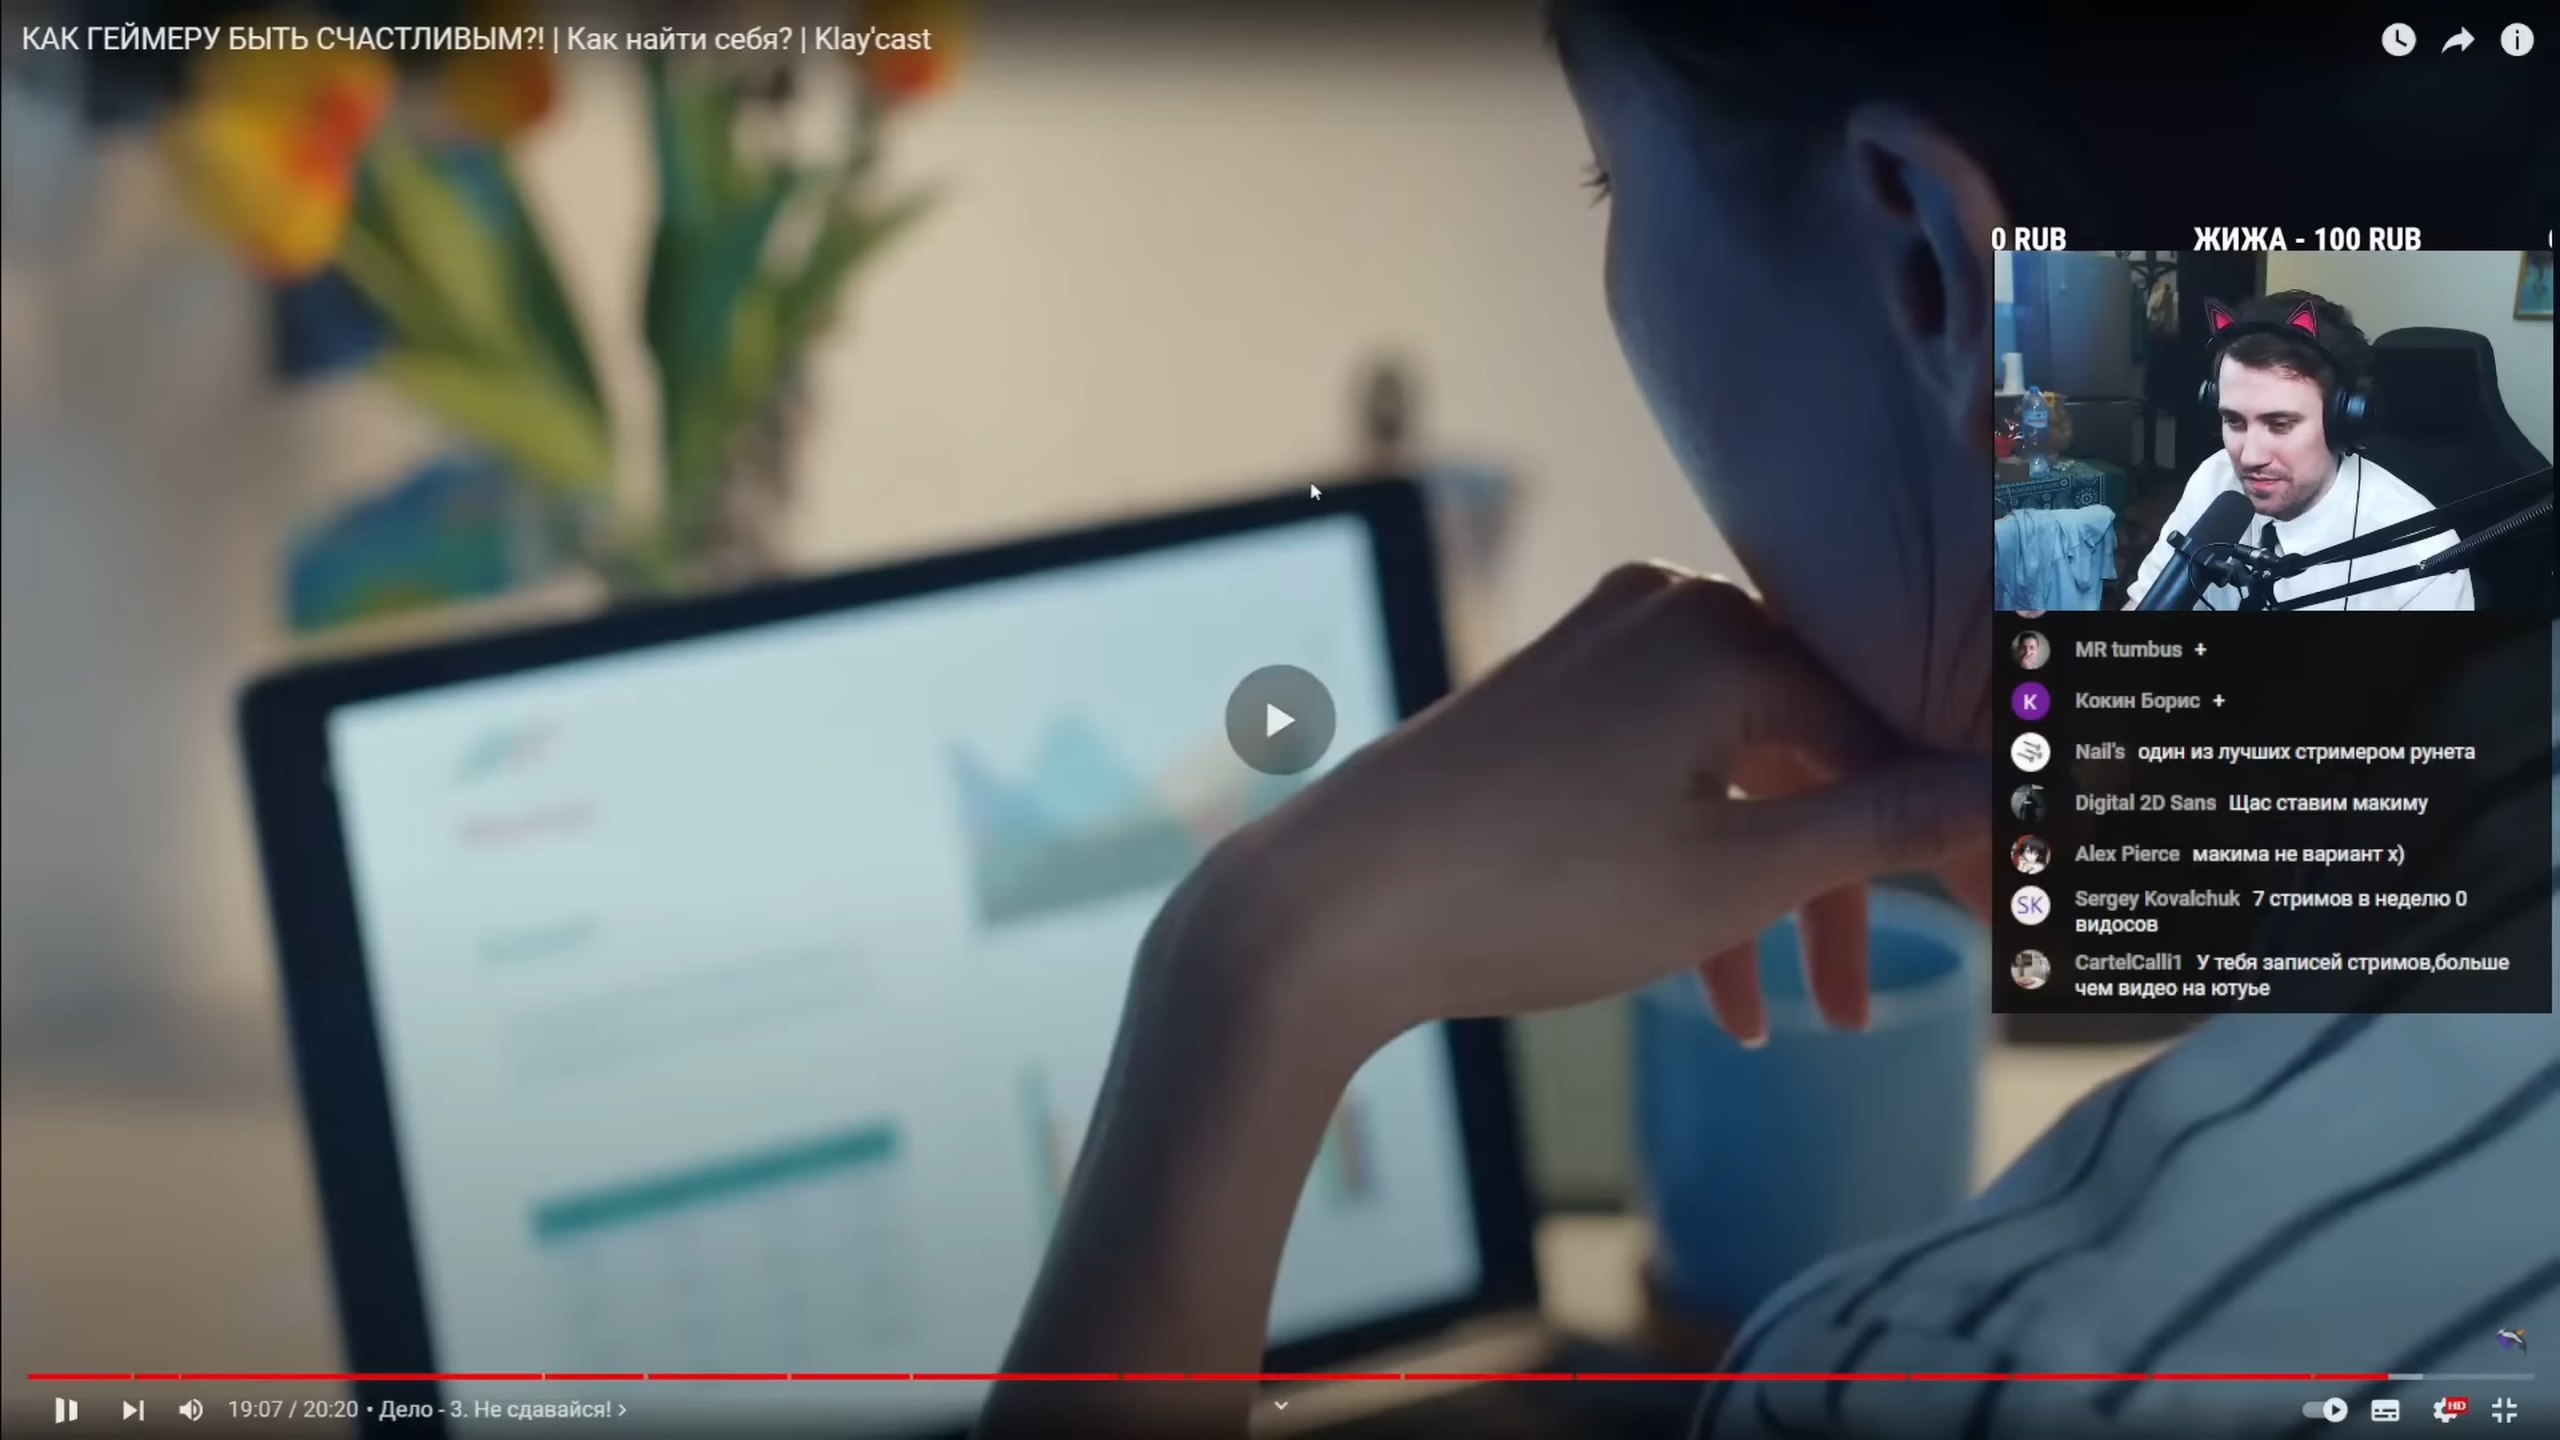 КАК ГЕЙМЕРУ БЫТЬ СЧАСТЛИВЫМ?! | Как найти себя? | Klay'cast
0 RUB ЖИЖА - 100 RUB
MR tumbus +
K
Кокин Борис +
Nail's один из лучших стримером рунета
Digital 2D Sans Щас ставим макиму
Alex Pierce макима не вариант х)
SK
Sergey Kovalchuk 7 стримов в неделю 0
видосов
CartelCalli1 У тебя записей стримов,больше
чем видео на ютуье
19:07 / 20:20 • Дело - 3. Не сдавайся! ›
HD